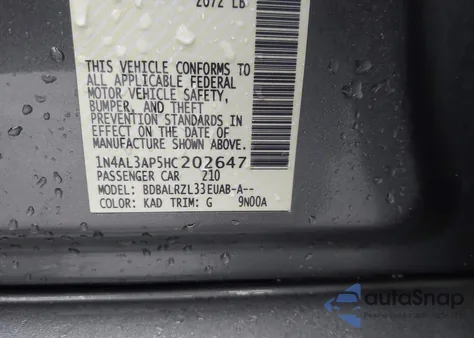 2072 LB
THIS VEHICLE CONFORMS TO
ALL APPLICABLE FEDERAL
MOTOR VEHICLE SAFETY,
BUMPER, AND THEFT
PREVENTION STANDARDS
IN EFFECT ON THE DATE
OF MANUFACTURE SHOWN
ABOVE.
1N4AL3AP5HC202647
PASSENGER CAR Z10
MODEL: BDBALRZL33EUAB-A--
COLOR: KAD TRIM: G 9N00A
autoSnap